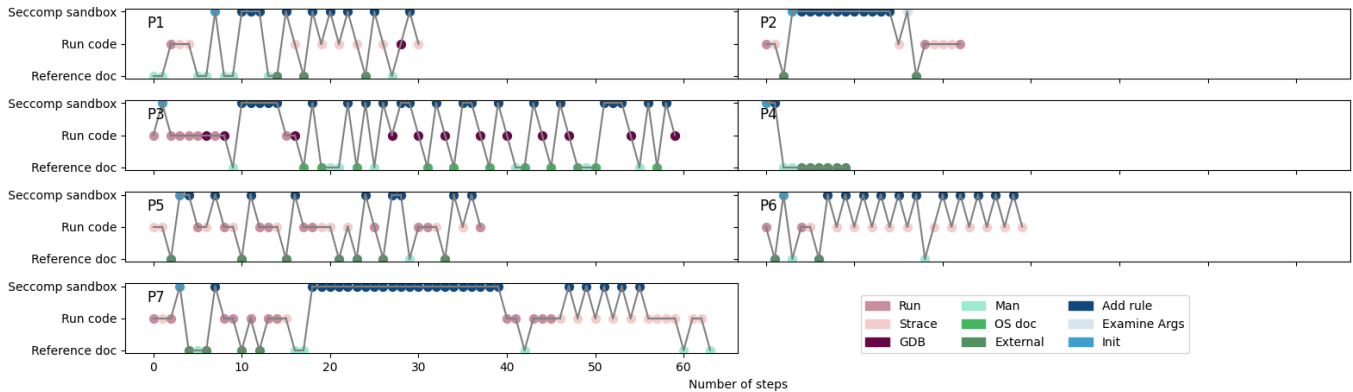 Seccomp sandbox P1 P2
Run code
Reference doc
Seccomp sandbox P3 P4
Run code
Reference doc
Seccomp sandbox P5 P6
Run code
Reference doc
Seccomp sandbox P7
Run code
Reference doc
Run Man Add rule
Strace OS doc Examine Args
GDB External Init
0 10 20 30 40 50 60
Number of steps